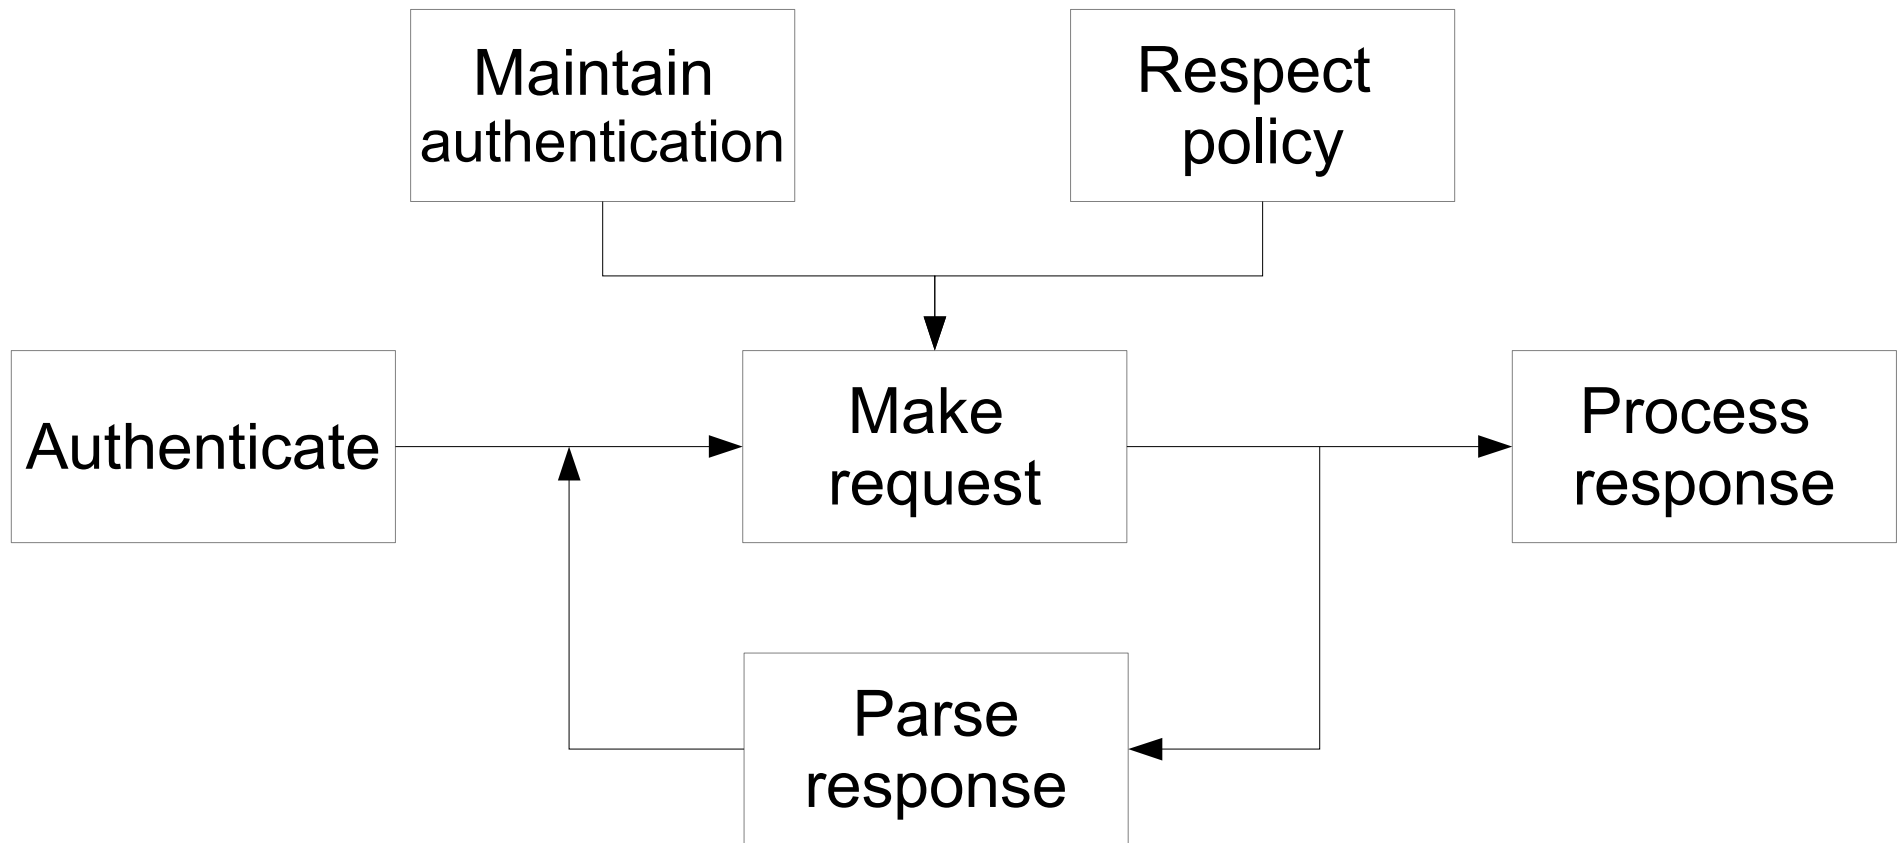 Maintain
authentication
Respect
policy
Authenticate
Make
request
Process
response
Parse
response